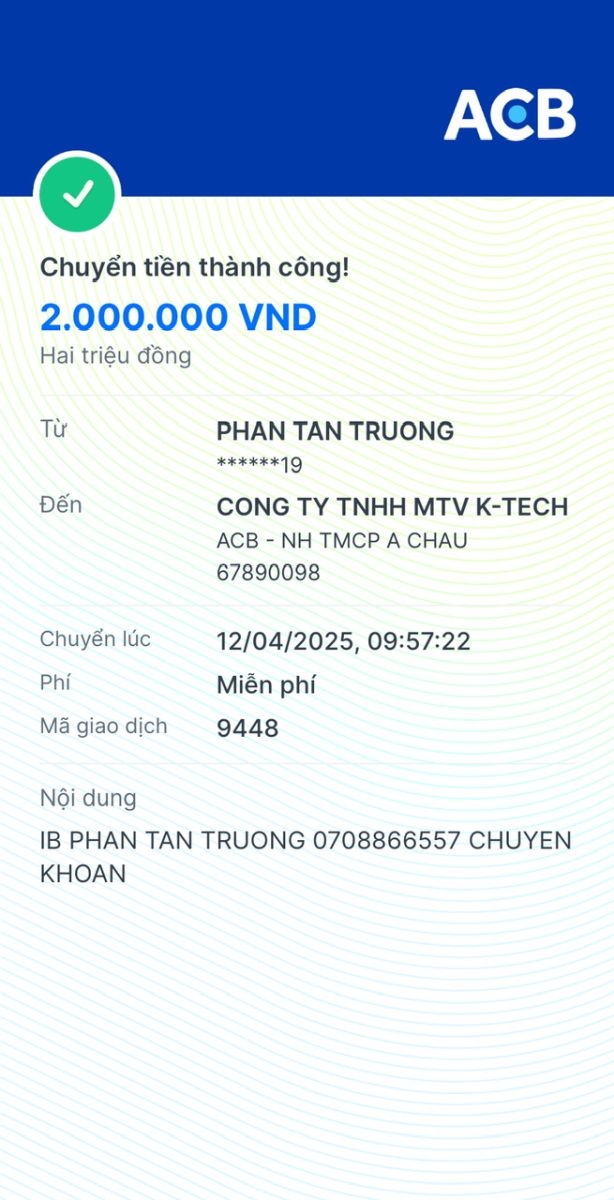 ACB
Chuyển tiền thành công!
2.000.000 VND
Hai triệu đồng
Từ
PHAN TAN TRUONG
******19
Đến
CONG TY TNHH MTV K-TECH
ACB - NH TMCP A CHAU
67890098
Chuyển lúc
12/04/2025, 09:57:22
Phí
Miễn phí
Mã giao dịch
9448
Nội dung
IB PHAN TAN TRUONG 0708866557 CHUYEN
KHOAN